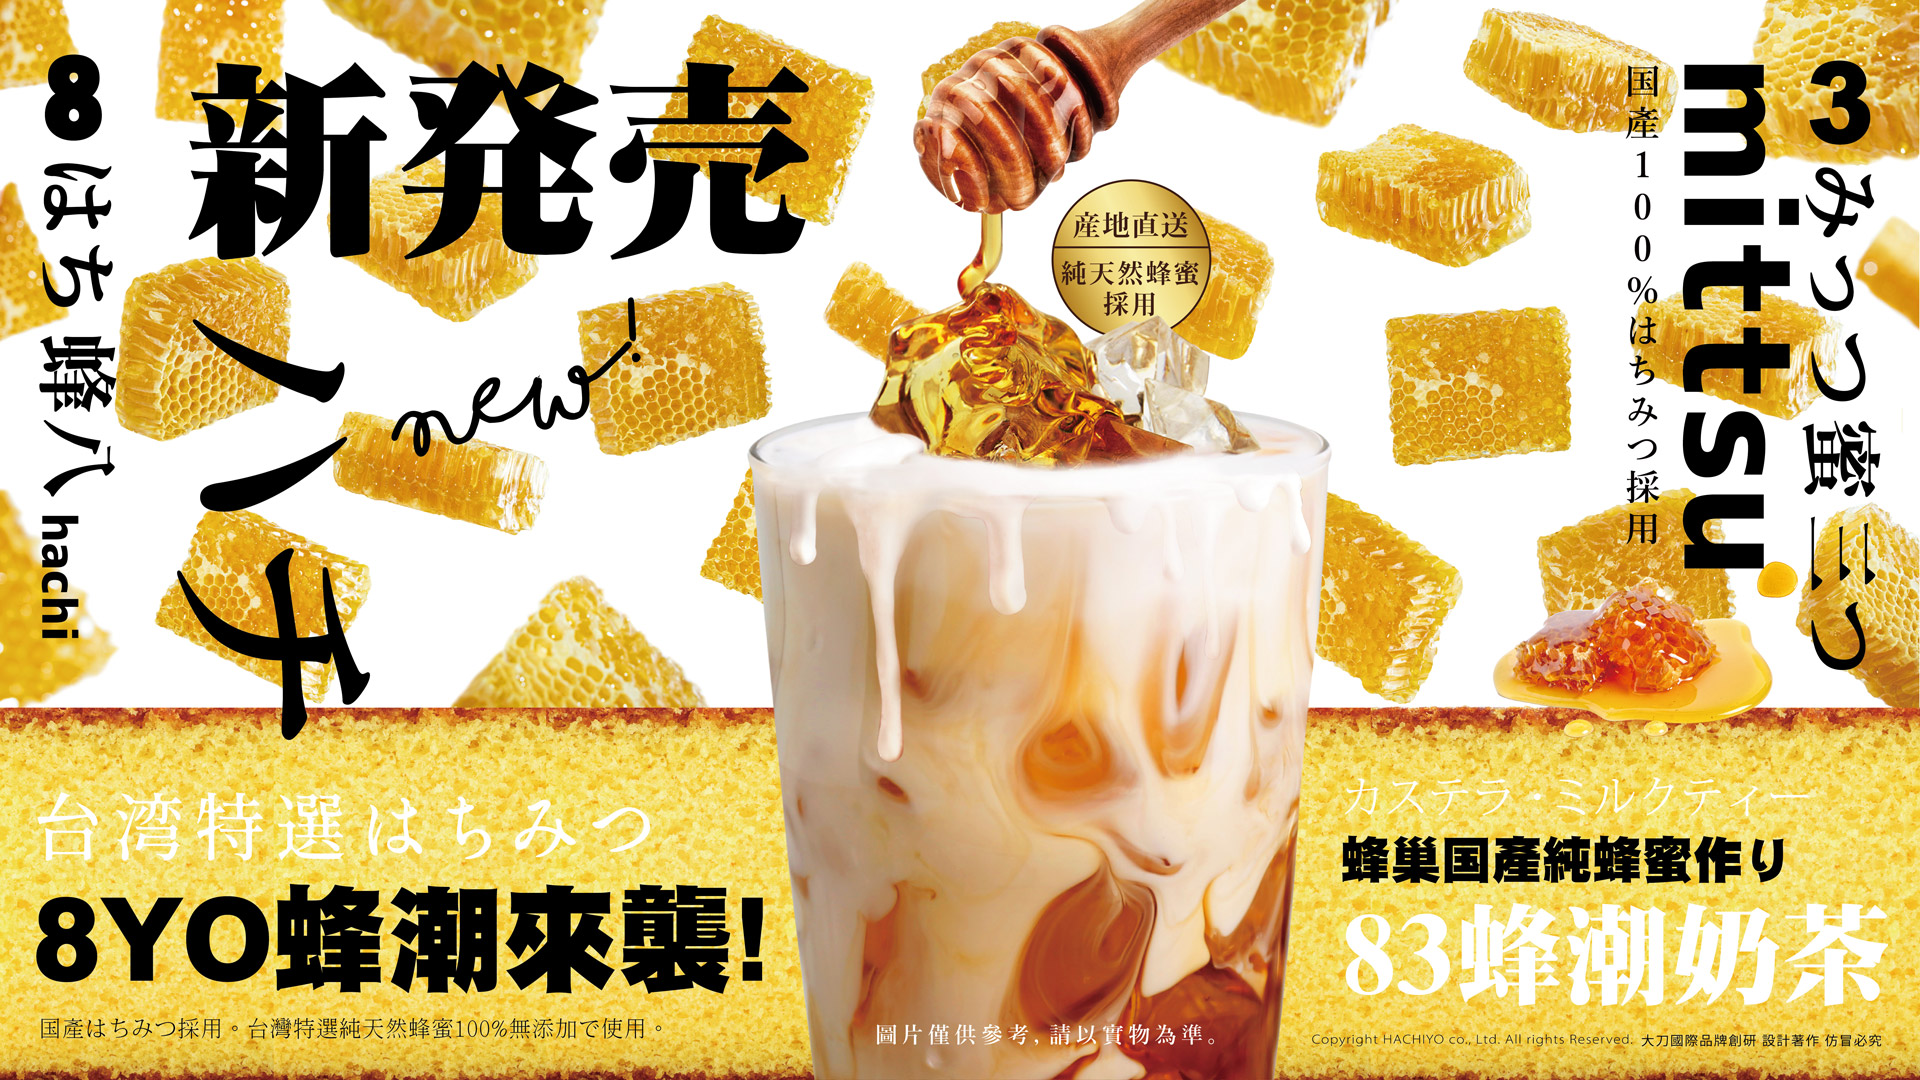 8はち蜂八 hachi
新発売
ハチ
new!
産地直送
純天然蜂蜜
採用
国産100%はちみつ採用
mittsu
3みつつ蜜三つ
台湾特選はちみつ
8YO蜂潮來襲!
国産はちみつ採用。台灣特選純天然蜂蜜100%無添加で使用。
圖片僅供參考, 請以實物為準。
カステラ・ミルクティー
蜂巢国産純蜂蜜作り
83蜂潮奶茶
Copyright HACHIYO co., Ltd. All rights Reserved. 大刀國際品牌創研 設計著作 仿冒必究